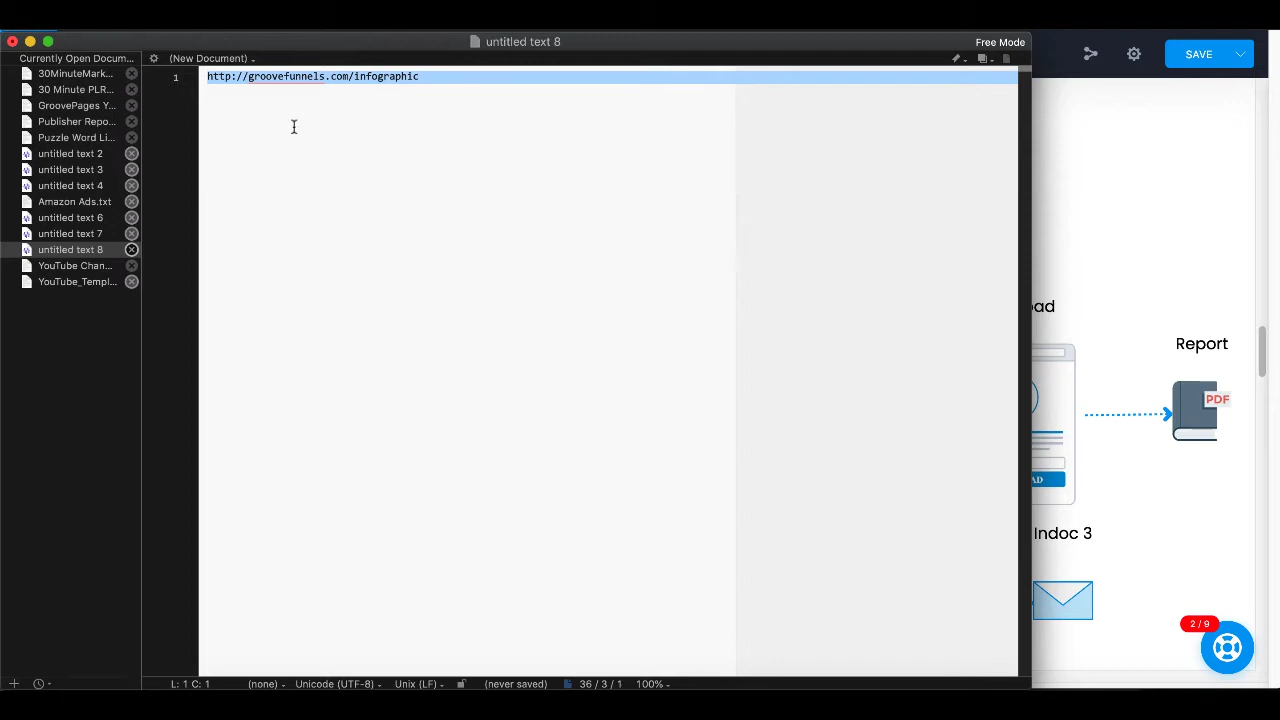 untitled text 8
Free Mode
Currently Open Docum...
(New Document)
30MinuteMark...
30 Minute PLR...
GroovePages Y...
Publisher Repo...
Puzzle Word Li...
untitled text 2
untitled text 3
untitled text 4
Amazon Ads.txt
untitled text 6
untitled text 7
untitled text 8
YouTube Chan...
YouTube_Templ...
1
http://groovefunnels.com/infographic
L: 1 C: 1
(none)
Unicode (UTF-8)
Unix (LF)
(never saved)
36 / 3 / 1
100%
SAVE
Report
PDF
Indoc 3
2 / 9